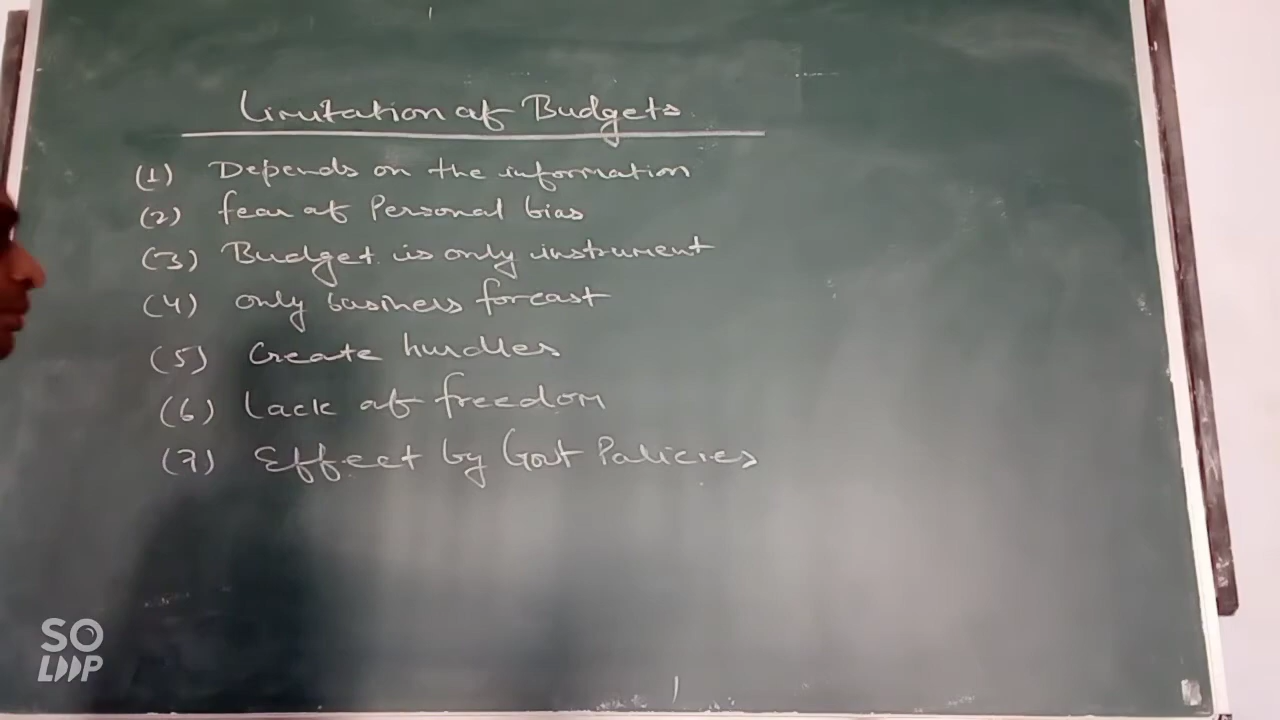 Limitation of Budgets
(1) Depends on the information
(2) fear of Personal bias
(3) Budget is only instrument
(4) only business forcast
(5) Create hurdles
(6) Lack of freedom
(7) Effect by Govt Policies
SO
LOOP